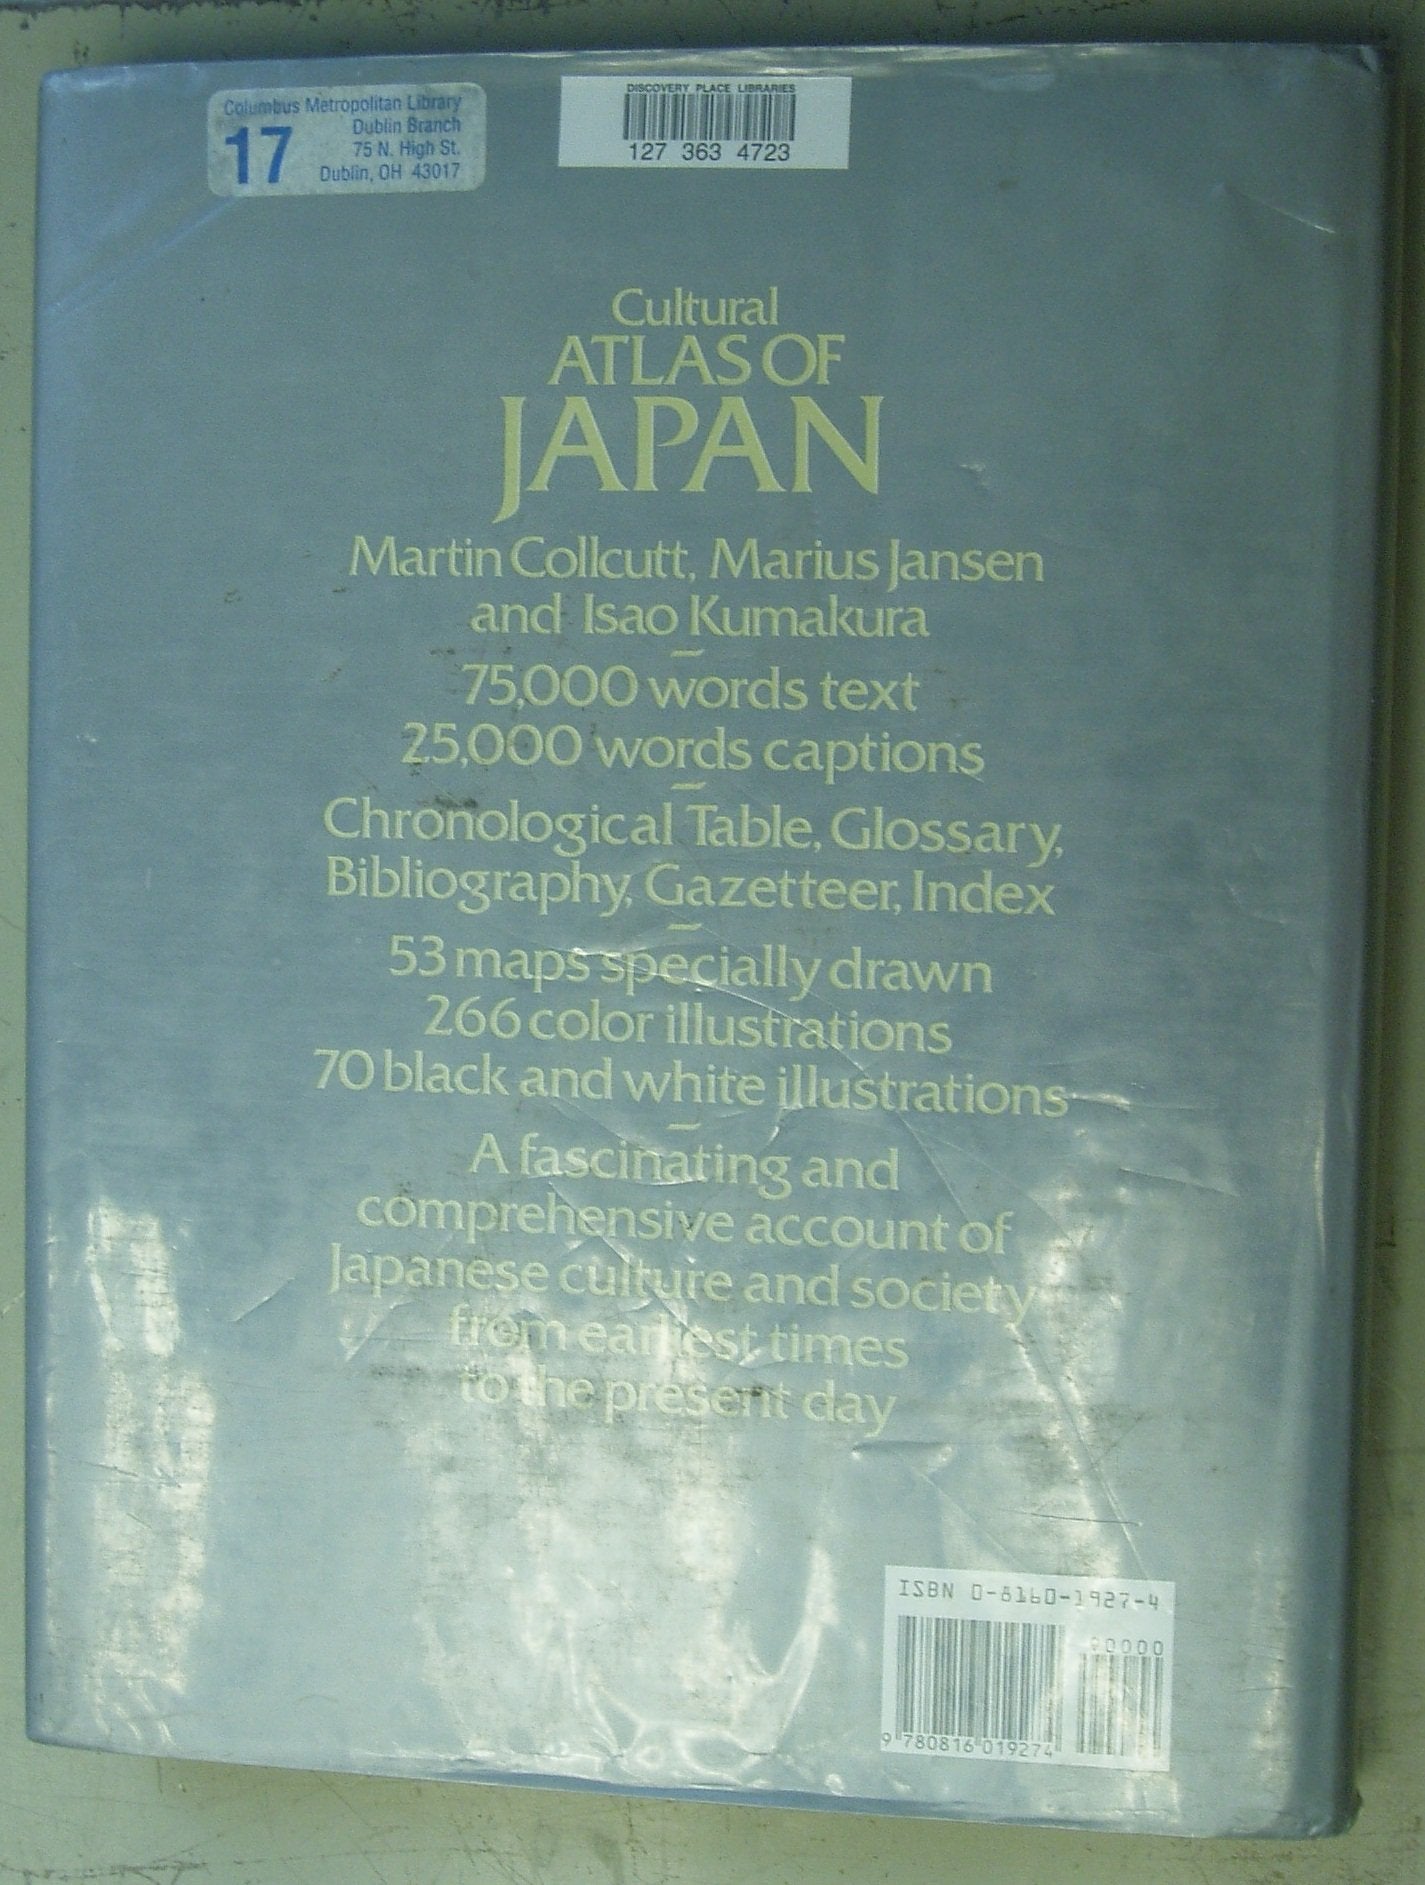 Columbus Metropolitan Library
17 Dublin Branch
75 N. High St.
Dublin, OH 43017
DISCOVERY PLACE LIBRARIES
127 363 4723
Cultural
ATLAS OF
JAPAN
Martin Collcutt, Marius Jansen
and Isao Kumakura
–
75,000 words text
25,000 words captions
–
Chronological Table, Glossary,
Bibliography, Gazetteer, Index
–
53 maps specially drawn
266 color illustrations
70 black and white illustrations
–
A fascinating and
comprehensive account of
Japanese culture and society
from earliest times
to the present day
ISBN 0-8160-1927-4
90000
9 780816 019274